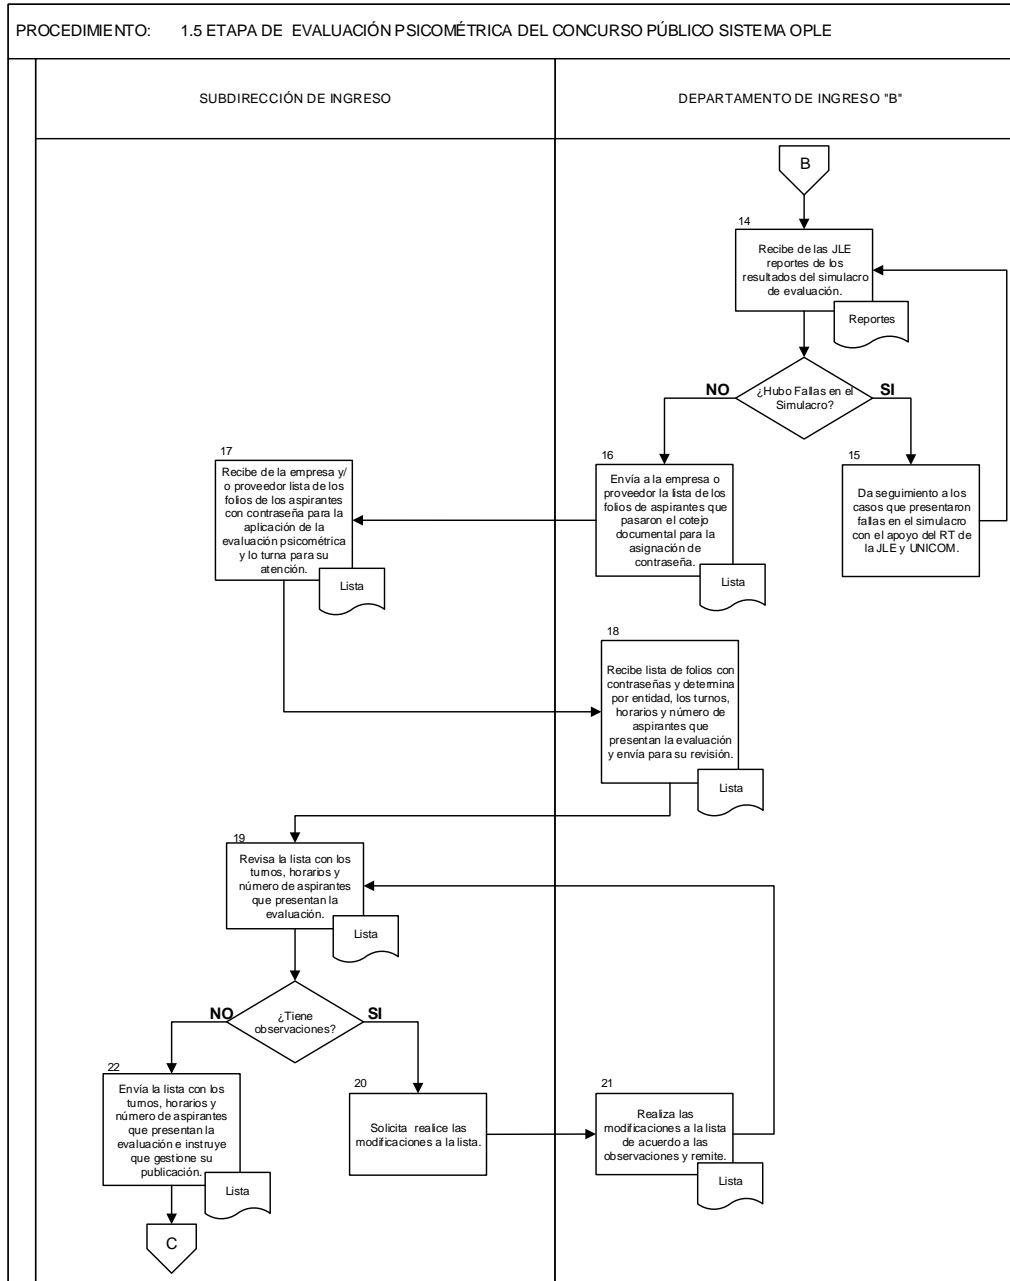 PROCEDIMIENTO: 1.5 ETAPA DE EVALUACIÓN PSICOMÉTRICA DEL CONCURSO PÚBLICO SISTEMA OPLE
SUBDIRECCIÓN DE INGRESO
DEPARTAMENTO DE INGRESO "B"
B
14
Recibe de las JLE
reportes de los
resultados del simulacro
de evaluación.
Reportes
¿Hubo Fallas en el
Simulacro?
NO
SI
15
Da seguimiento a los
casos que presentaron
fallas en el simulacro
con el apoyo del RT de
la JLE y UNICOM.
16
Envía a la empresa o
proveedor la lista de los
folios de aspirantes que
pasaron el cotejo
documental para la
asignación de
contraseña.
Lista
17
Recibe de la empresa y/
o proveedor lista de los
folios de los aspirantes
con contraseña para la
aplicación de la
evaluación psicométrica
y lo turna para su
atención.
Lista
18
Recibe lista de folios con
contraseñas y determina
por entidad, los turnos,
horarios y número de
aspirantes que
presentan la evaluación
y envía para su revisión.
Lista
19
Revisa la lista con los
turnos, horarios y
número de aspirantes
que presentan la
evaluación.
Lista
¿Tiene
observaciones?
NO
SI
20
Solicita realice las
modificaciones a la lista.
21
Realiza las
modificaciones a la lista
de acuerdo a las
observaciones y remite.
Lista
22
Envía la lista con los
turnos, horarios y
número de aspirantes
que presentan la
evaluación e instruye
que gestione su
publicación.
Lista
C